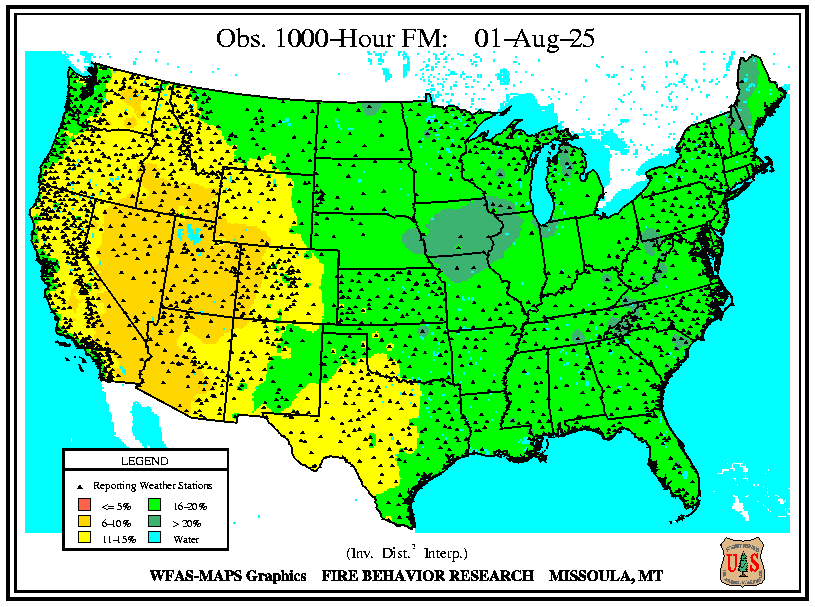 Obs. 1000-Hour FM: 01-Aug-25
LEGEND
Reporting Weather Stations
<= 5% 16-20%
6-10% > 20%
11-15% Water
(Inv. Dist.² Interp.)
WFAS-MAPS Graphics FIRE BEHAVIOR RESEARCH MISSOULA, MT
U S